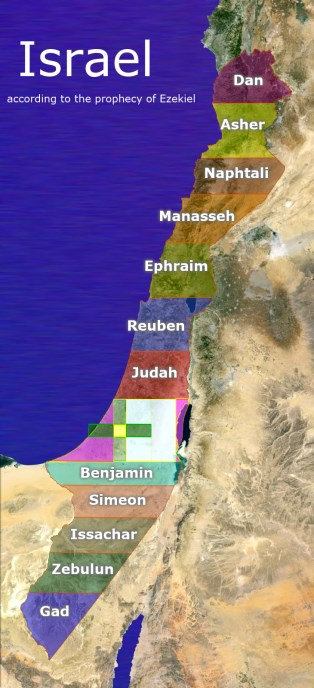 Israel
according to the prophecy of Ezekiel
Dan
Asher
Naphtali
Manasseh
Ephraim
Reuben
Judah
Benjamin
Simeon
Issachar
Zebulun
Gad